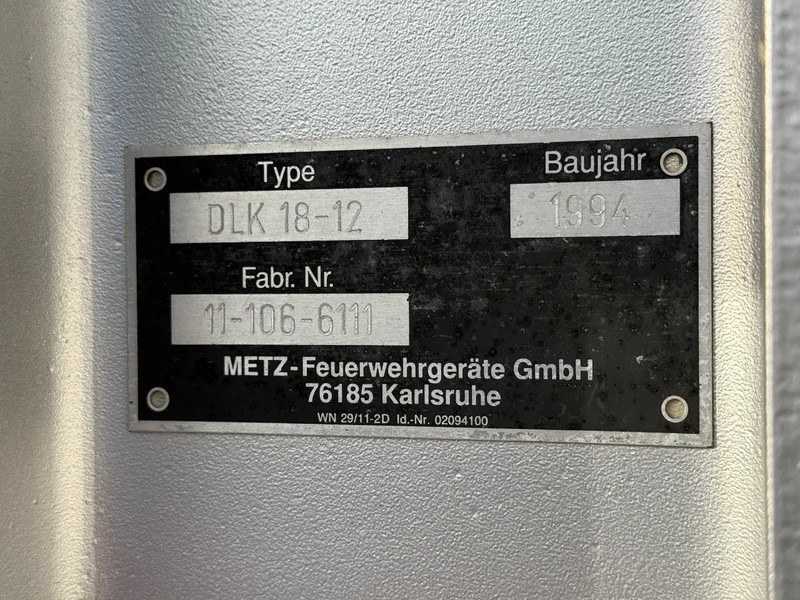 Type
Baujahr
DLK 18-12
1994
Fabr. Nr.
11-106-6111
METZ-Feuerwehrgeräte GmbH
76185 Karlsruhe
WN 29/11-2D Id.-Nr. 02094100